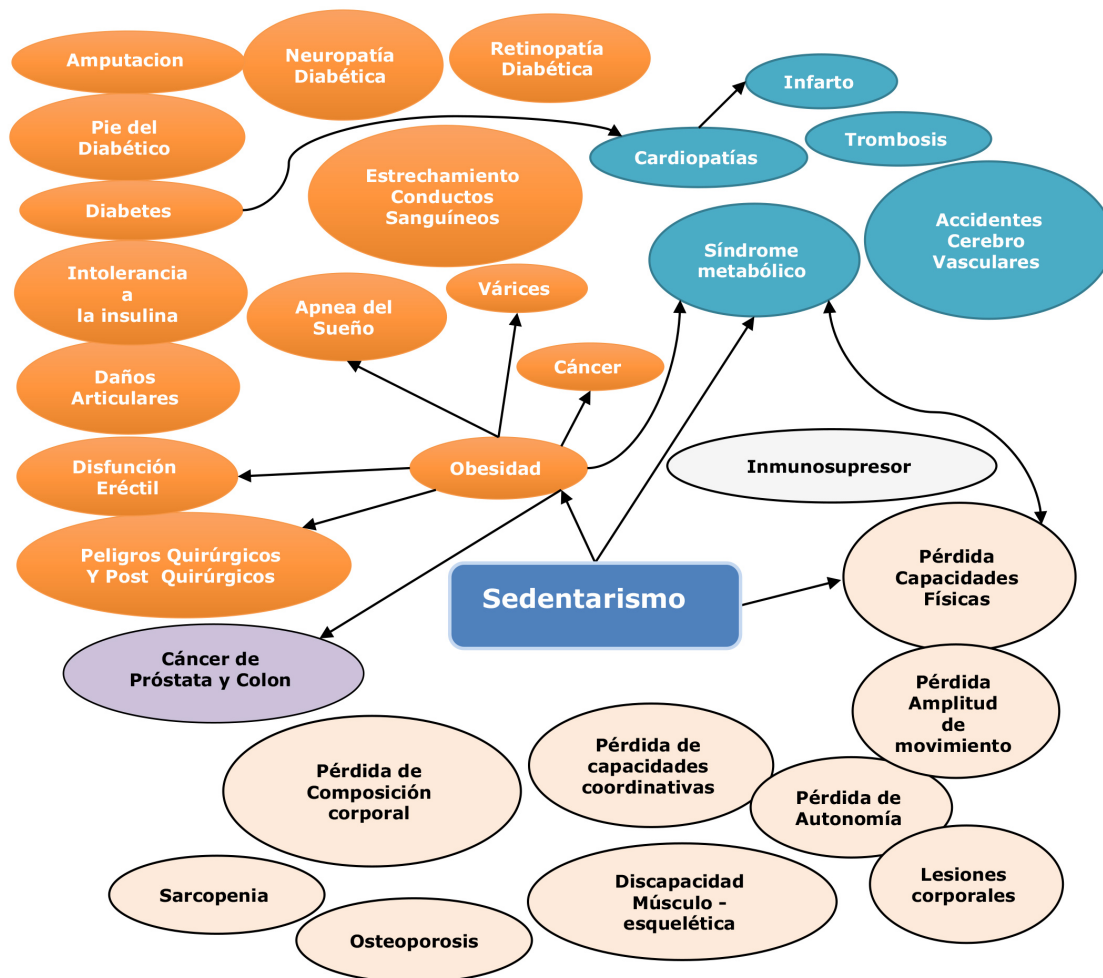 Amputacion
Neuropatía
Diabética
Retinopatía
Diabética
Infarto
Pie del
Diabético
Cardiopatías
Trombosis
Estrechamiento
Conductos
Sanguíneos
Diabetes
Accidentes
Cerebro
Vasculares
Síndrome
metabólico
Intolerancia
a
la insulina
Apnea del
Sueño
Várices
Cáncer
Daños
Articulares
Disfunción
Eréctil
Obesidad
Inmunosupresor
Peligros Quirúrgicos
Y Post  Quirúrgicos
Pérdida
Capacidades
Físicas
Sedentarismo
Cáncer de
Próstata y Colon
Pérdida
Amplitud
de
movimiento
Pérdida de
Composición
corporal
Pérdida de
capacidades
coordinativas
Pérdida de
Autonomía
Lesiones
corporales
Sarcopenia
Discapacidad
Músculo -
esquelética
Osteoporosis